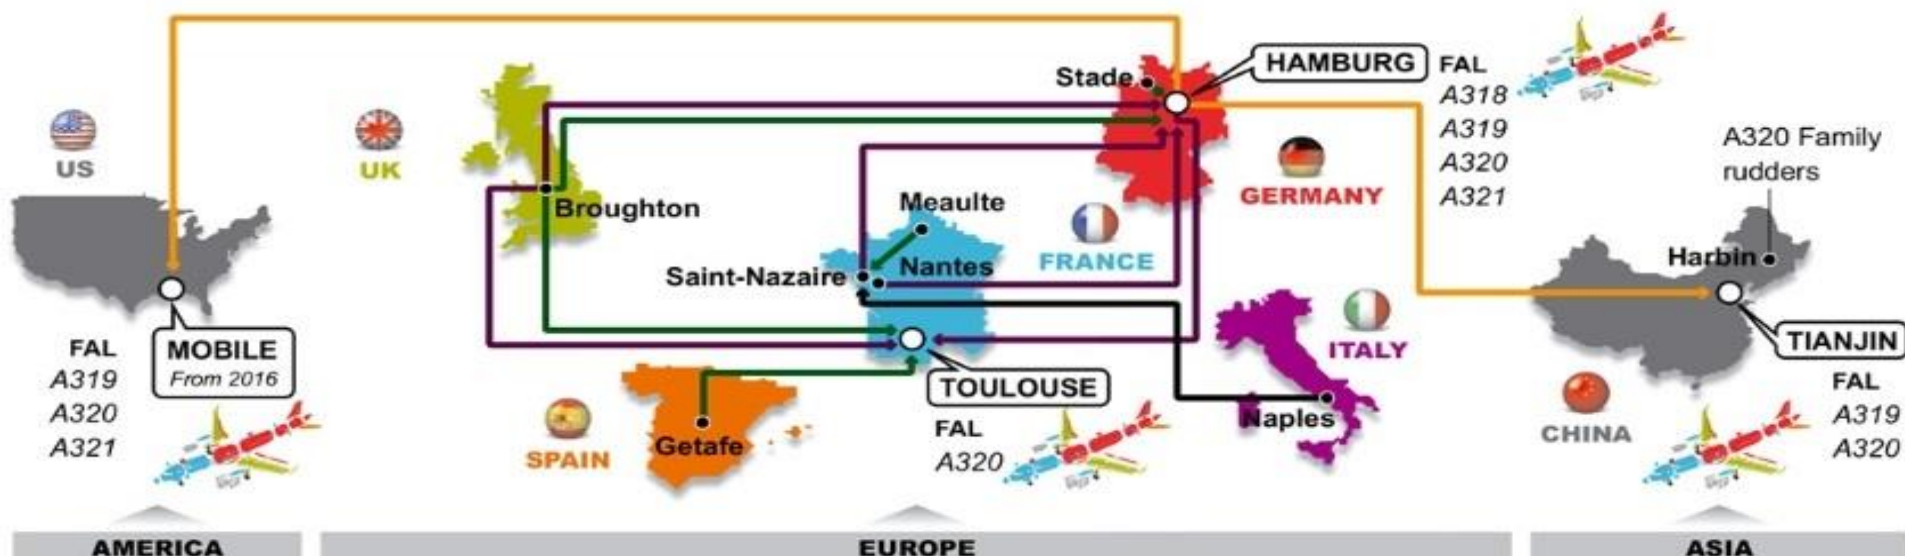 US
MOBILE
From 2016
FAL
A319
A320
A321
UK
Broughton
Stade
HAMBURG
FAL
A318
A319
A320
A321
GERMANY
Meaulte
FRANCE
Saint-Nazaire
Nantes
TOULOUSE
FAL
A320
SPAIN
Getafe
ITALY
Naples
A320 Family
rudders
Harbin
TIANJIN
FAL
A319
A320
CHINA
AMERICA
EUROPE
ASIA